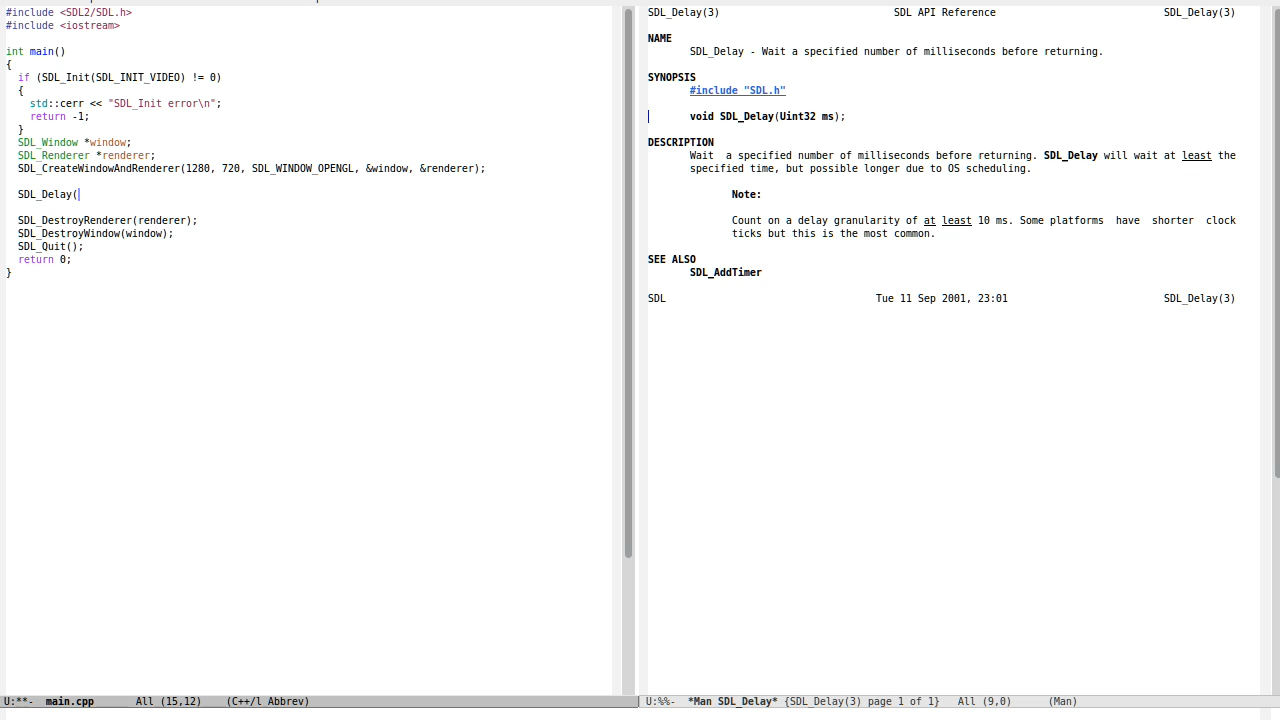 #include <SDL2/SDL.h>
#include <iostream>

int main()
{
  if (SDL_Init(SDL_INIT_VIDEO) != 0)
  {
    std::cerr << "SDL_Init error\n";
    return -1;
  }
  SDL_Window *window;
  SDL_Renderer *renderer;
  SDL_CreateWindowAndRenderer(1280, 720, SDL_WINDOW_OPENGL, &window, &renderer);

  SDL_Delay(

  SDL_DestroyRenderer(renderer);
  SDL_DestroyWindow(window);
  SDL_Quit();
  return 0;
}
U:**-  main.cpp       All (15,12)    (C++/l Abbrev)
SDL_Delay(3)                             SDL API Reference                            SDL_Delay(3)

NAME
       SDL_Delay - Wait a specified number of milliseconds before returning.

SYNOPSIS
       #include "SDL.h"

       void SDL_Delay(Uint32 ms);

DESCRIPTION
       Wait  a specified number of milliseconds before returning. SDL_Delay will wait at least the
       specified time, but possible longer due to OS scheduling.

              Note:

              Count on a delay granularity of at least 10 ms. Some platforms  have  shorter  clock
              ticks but this is the most common.

SEE ALSO
       SDL_AddTimer

SDL                                   Tue 11 Sep 2001, 23:01                          SDL_Delay(3)
U:%%-  *Man SDL_Delay* {SDL_Delay(3) page 1 of 1}   All (9,0)      (Man)